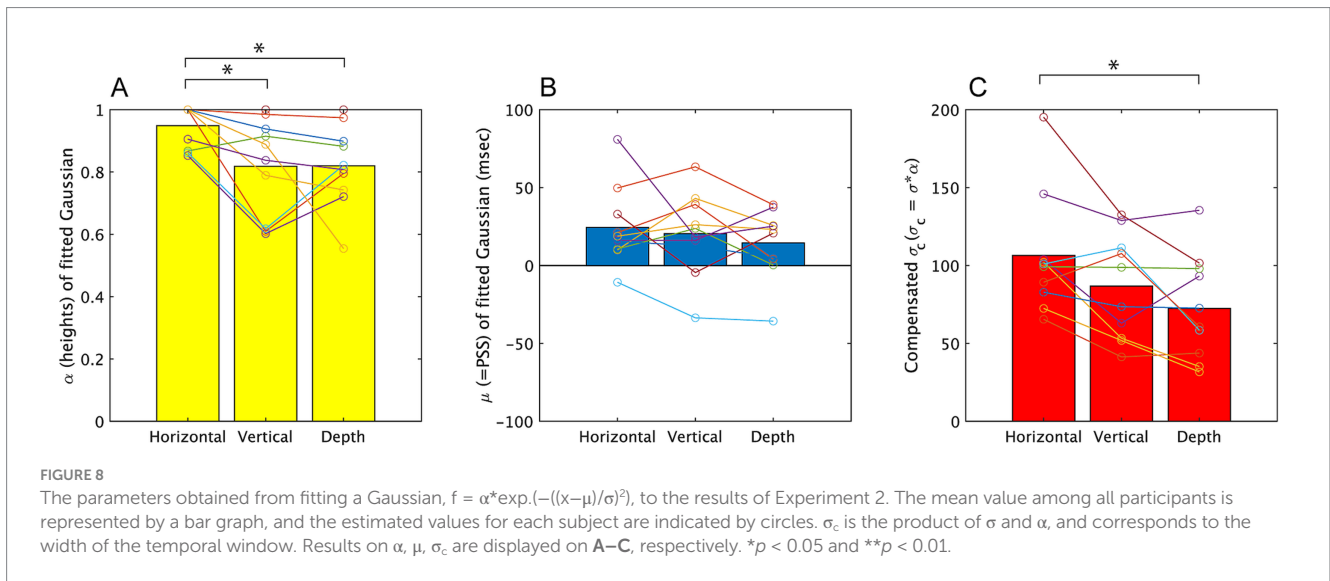 *
*
*
A
B
C
1
0.8
0.6
0.4
0.2
0
α (heights) of fitted Gaussian
Horizontal Vertical Depth
100
50
0
-50
-100
μ (=PSS) of fitted Gaussian (msec)
Horizontal Vertical Depth
200
150
100
50
0
Compensated σc (σc = σ*α)
Horizontal Vertical Depth
FIGURE 8
The parameters obtained from fitting a Gaussian, f = α*exp.(−((x−μ)/σ)²), to the results of Experiment 2. The mean value among all participants is
represented by a bar graph, and the estimated values for each subject are indicated by circles. σc is the product of σ and α, and corresponds to the
width of the temporal window. Results on α, μ, σc are displayed on A–C, respectively. *p < 0.05 and **p < 0.01.